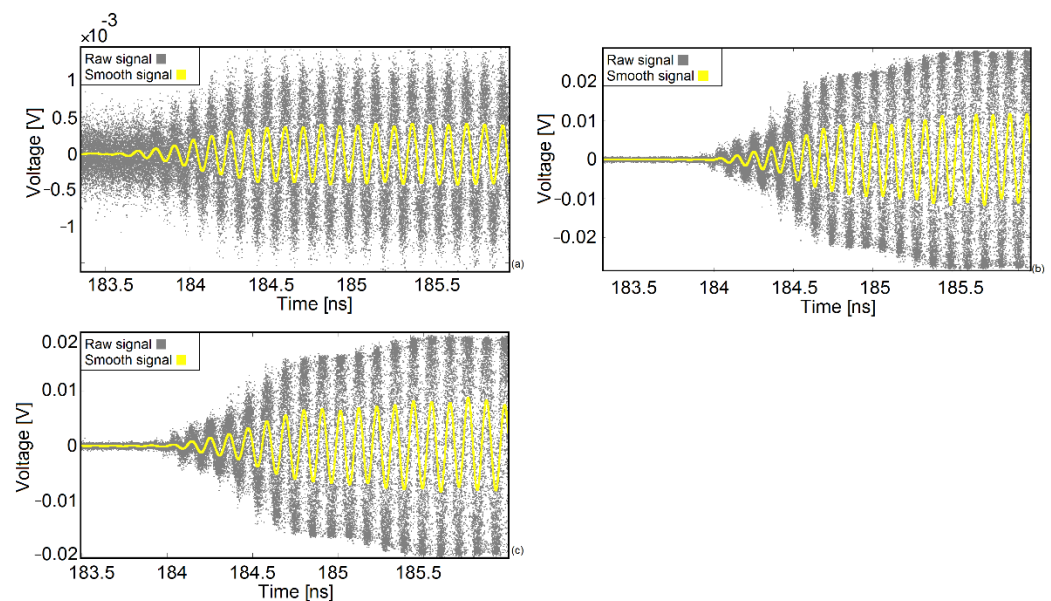 ×10⁻³
Raw signal
Smooth signal
1
0.5
0
−0.5
−1
Voltage [V]
183.5 184 184.5 185 185.5
Time [ns]
(a)
Raw signal
Smooth signal
0.02
0.01
0
−0.01
−0.02
Voltage [V]
183.5 184 184.5 185 185.5
Time [ns]
(b)
Raw signal
Smooth signal
0.02
0.01
0
−0.01
−0.02
Voltage [V]
183.5 184 184.5 185 185.5
Time [ns]
(c)